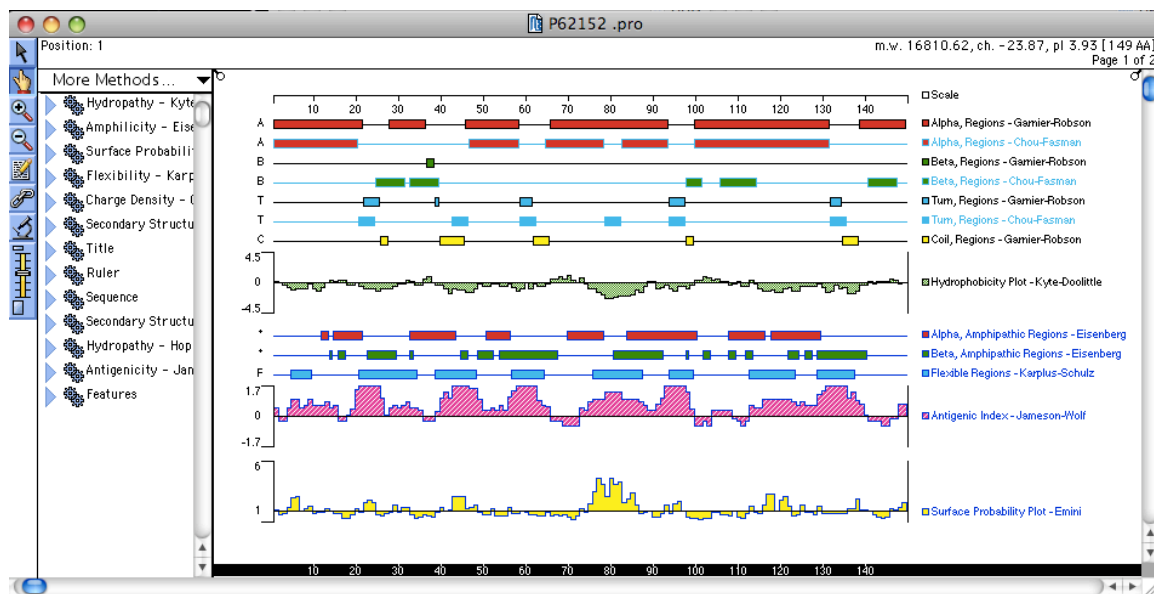 P62152 .pro
Position: 1
m.w. 16810.62, ch. -23.87, pI 3.93 [149 AA]
Page 1 of 2
More Methods...
Hydropathy - Kyte
Amphilicity - Eise
Surface Probabili
Flexibility - Karp
Charge Density - C
Secondary Structu
Title
Ruler
Sequence
Secondary Structu
Hydropathy - Hop
Antigenicity - Jan
Features
Scale
10 20 30 40 50 60 70 80 90 100 110 120 130 140
A Alpha, Regions - Garnier-Robson
A Alpha, Regions - Chou-Fasman
B Beta, Regions - Garnier-Robson
B Beta, Regions - Chou-Fasman
T Turn, Regions - Garnier-Robson
T Turn, Regions - Chou-Fasman
C Coil, Regions - Garnier-Robson
4.5
0 Hydrophobicity Plot - Kyte-Doolittle
-4.5
* Alpha, Amphipathic Regions - Eisenberg
* Beta, Amphipathic Regions - Eisenberg
F Flexible Regions - Karplus-Schulz
1.7
0 Antigenic Index - Jameson-Wolf
-1.7
6
1 Surface Probability Plot - Emini
10 20 30 40 50 60 70 80 90 100 110 120 130 140